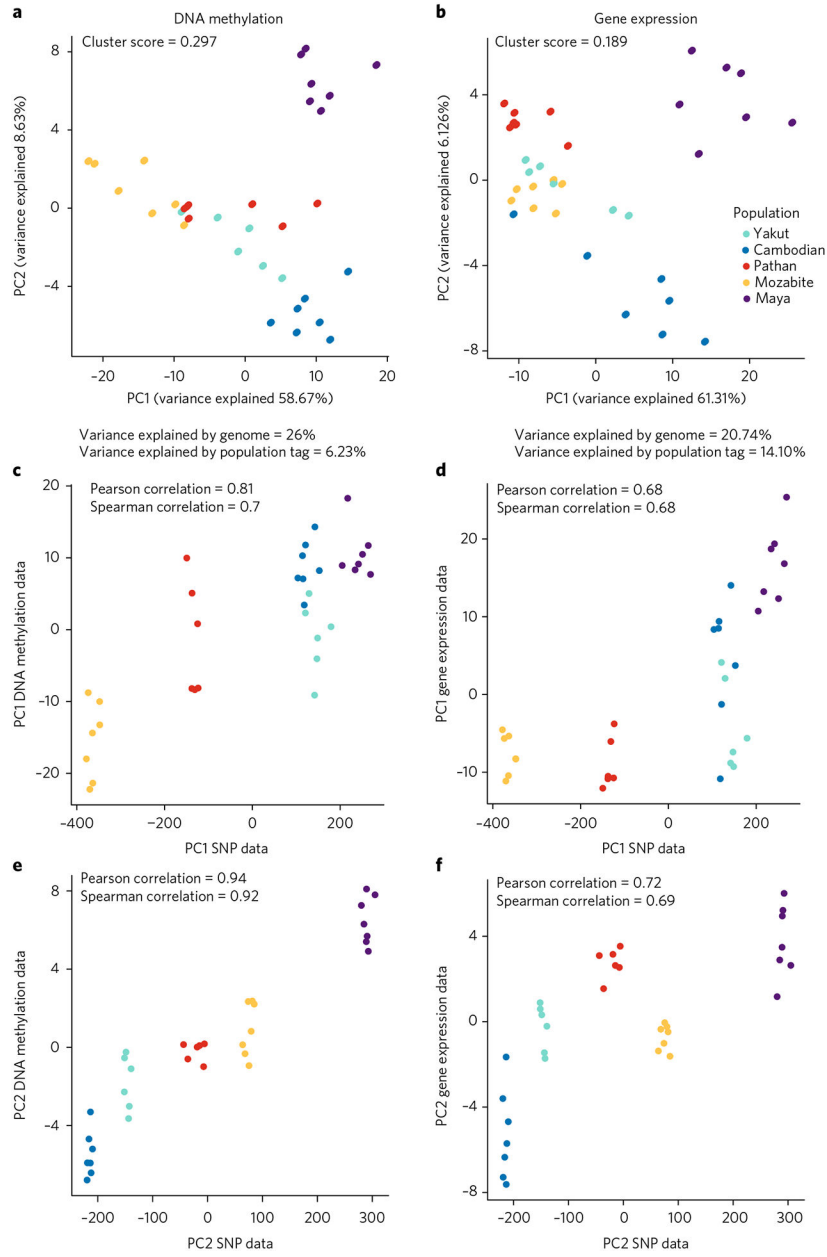 a
DNA methylation
Cluster score = 0.297
8
4
0
−4
PC2 (variance explained 8.63%)
−20
−10
0
10
20
PC1 (variance explained 58.67%)
b
Gene expression
Cluster score = 0.189
4
0
−4
−8
PC2 (variance explained 6.126%)
Population
Yakut
Cambodian
Pathan
Mozabite
Maya
−10
0
10
20
PC1 (variance explained 61.31%)
Variance explained by genome = 26%
Variance explained by population tag = 6.23%
c
Pearson correlation = 0.81
Spearman correlation = 0.7
20
10
0
−10
−20
PC1 DNA methylation data
−400
−200
0
200
PC1 SNP data
Variance explained by genome = 20.74%
Variance explained by population tag = 14.10%
d
Pearson correlation = 0.68
Spearman correlation = 0.68
20
10
0
−10
PC1 gene expression data
−400
−200
0
200
PC1 SNP data
e
Pearson correlation = 0.94
Spearman correlation = 0.92
8
4
0
−4
PC2 DNA methylation data
−200
−100
0
100
200
300
PC2 SNP data
f
Pearson correlation = 0.72
Spearman correlation = 0.69
4
0
−4
−8
PC2 gene expression data
−200
−100
0
100
200
300
PC2 SNP data